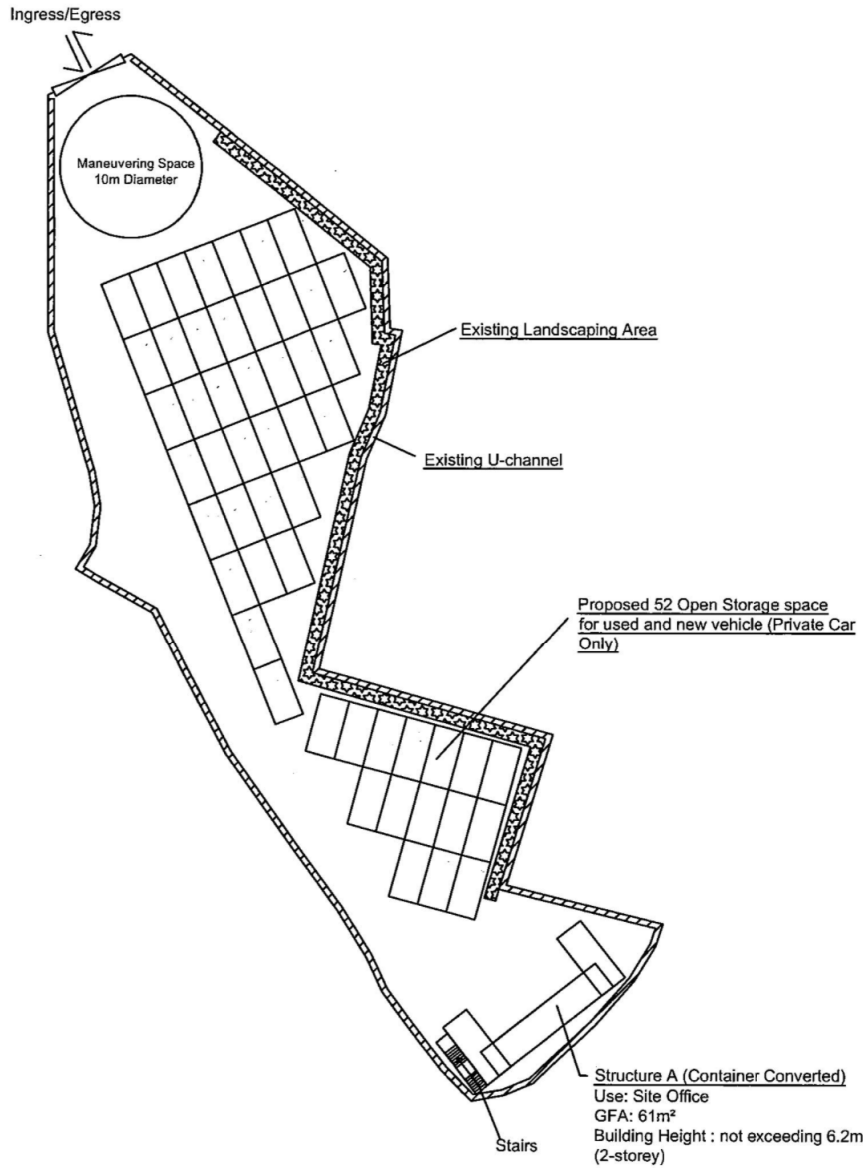 Ingress/Egress
Maneuvering Space
10m Diameter
Existing Landscaping Area
Existing U-channel
Proposed 52 Open Storage space
for used and new vehicle (Private Car
Only)
Structure A (Container Converted)
Use: Site Office
GFA: 61m²
Building Height : not exceeding 6.2m
(2-storey)
Stairs